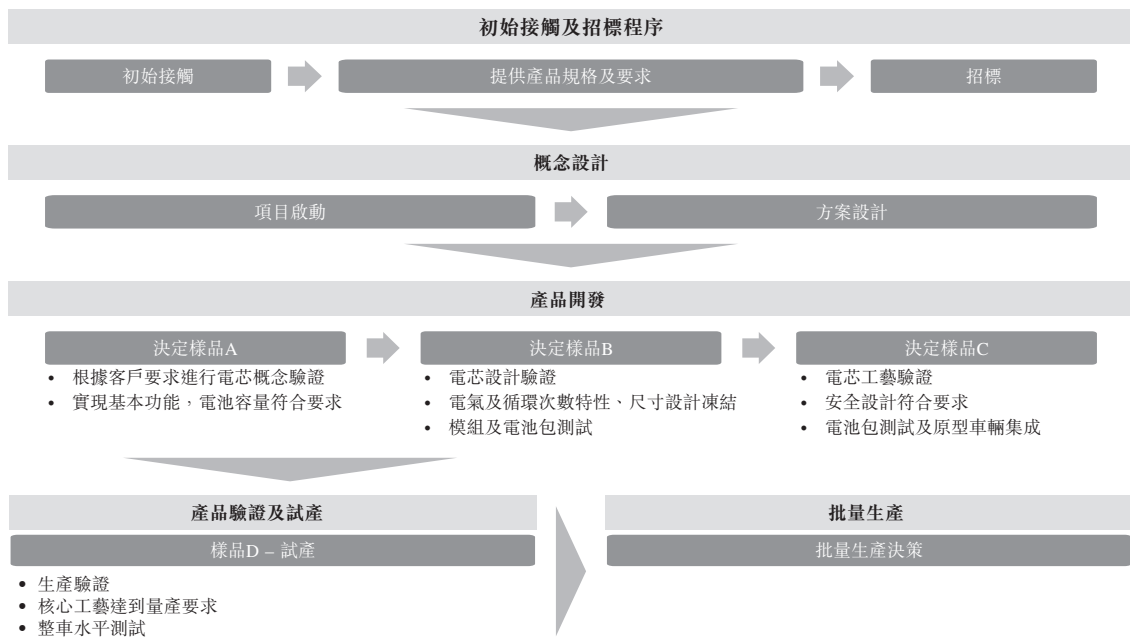 初始接觸及招標程序
初始接觸
提供產品規格及要求
招標
概念設計
項目啟動
方案設計
產品開發
決定樣品A
決定樣品B
決定樣品C
• 根據客戶要求進行電芯概念驗證
• 實現基本功能，電池容量符合要求
• 電芯設計驗證
• 電氣及循環次數特性、尺寸設計凍結
• 模組及電池包測試
• 電芯工藝驗證
• 安全設計符合要求
• 電池包測試及原型車輛集成
產品驗證及試產
樣品D – 試產
• 生產驗證
• 核心工藝達到量產要求
• 整車水平測試
批量生產
批量生產決策